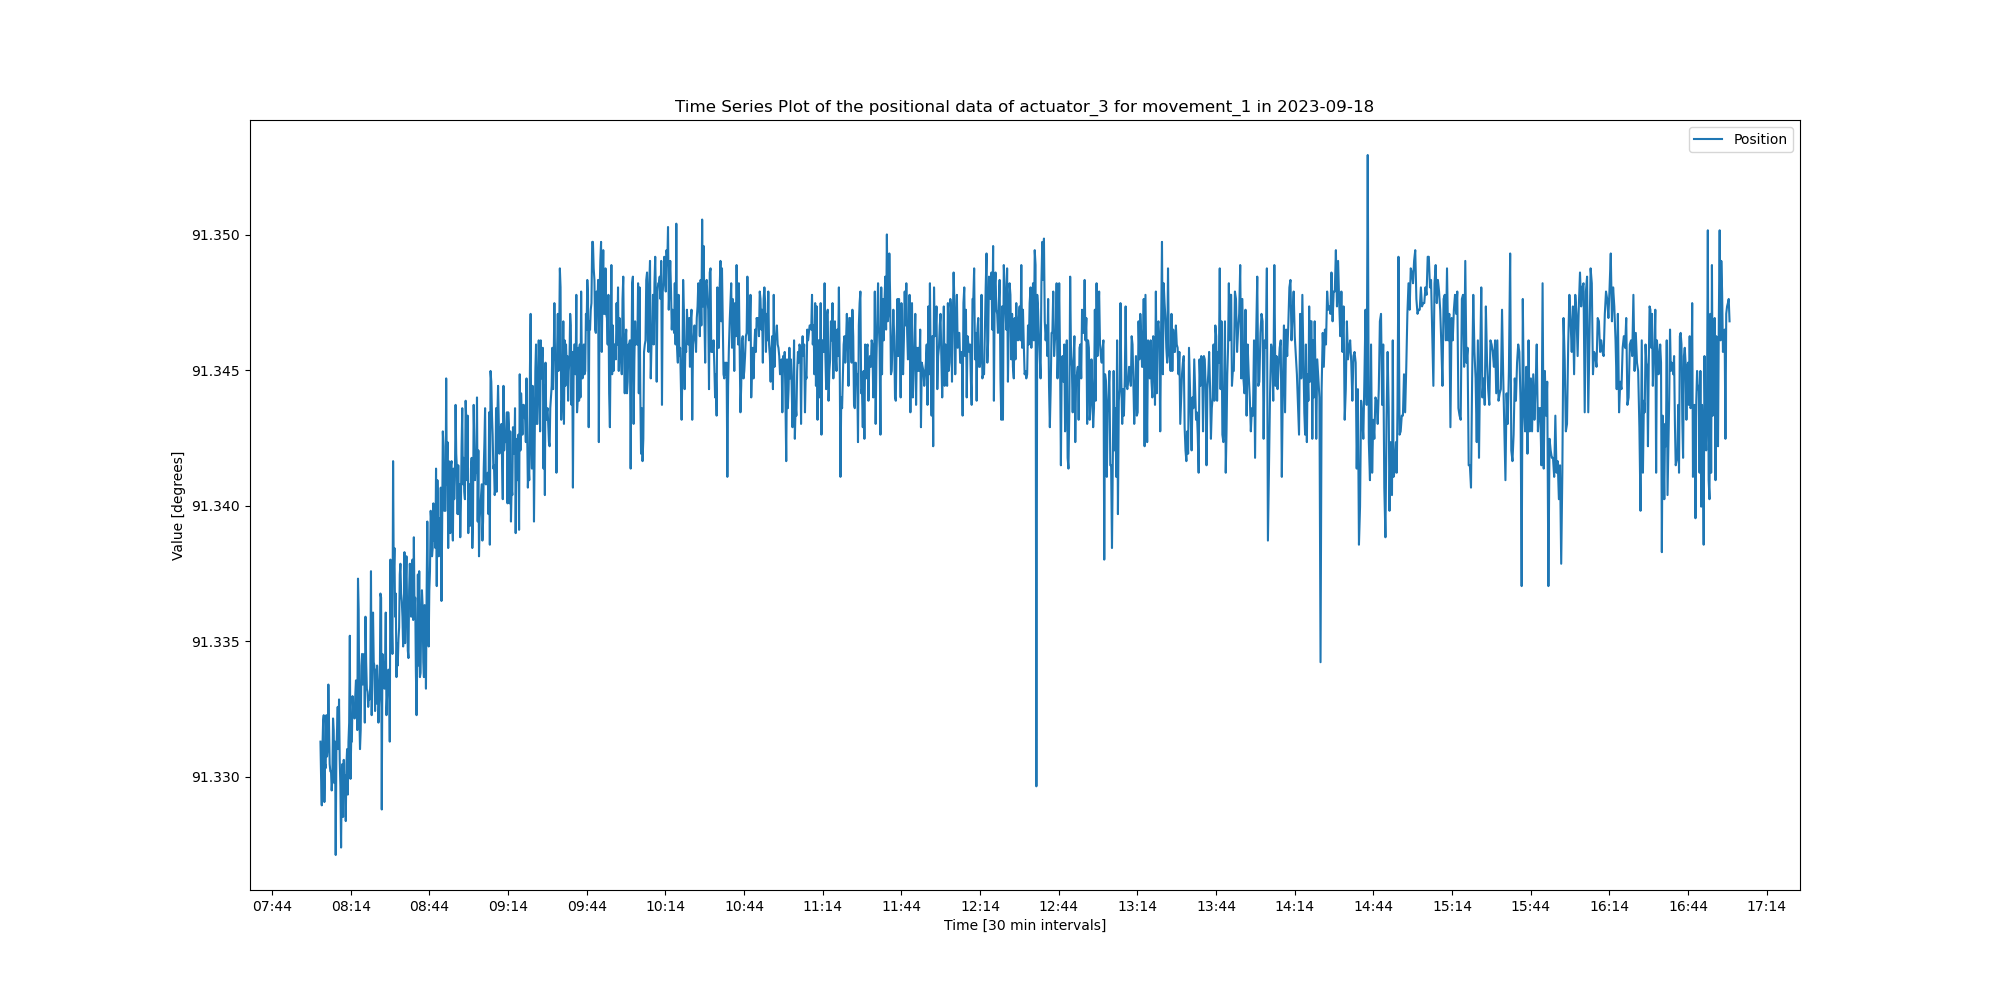 Time Series Plot of the positional data of actuator_3 for movement_1 in 2023-09-18
Position
91.350
91.345
91.340
91.335
91.330
Value [degrees]
07:44 08:14 08:44 09:14 09:44 10:14 10:44 11:14 11:44 12:14 12:44 13:14 13:44 14:14 14:44 15:14 15:44 16:14 16:44 17:14
Time [30 min intervals]